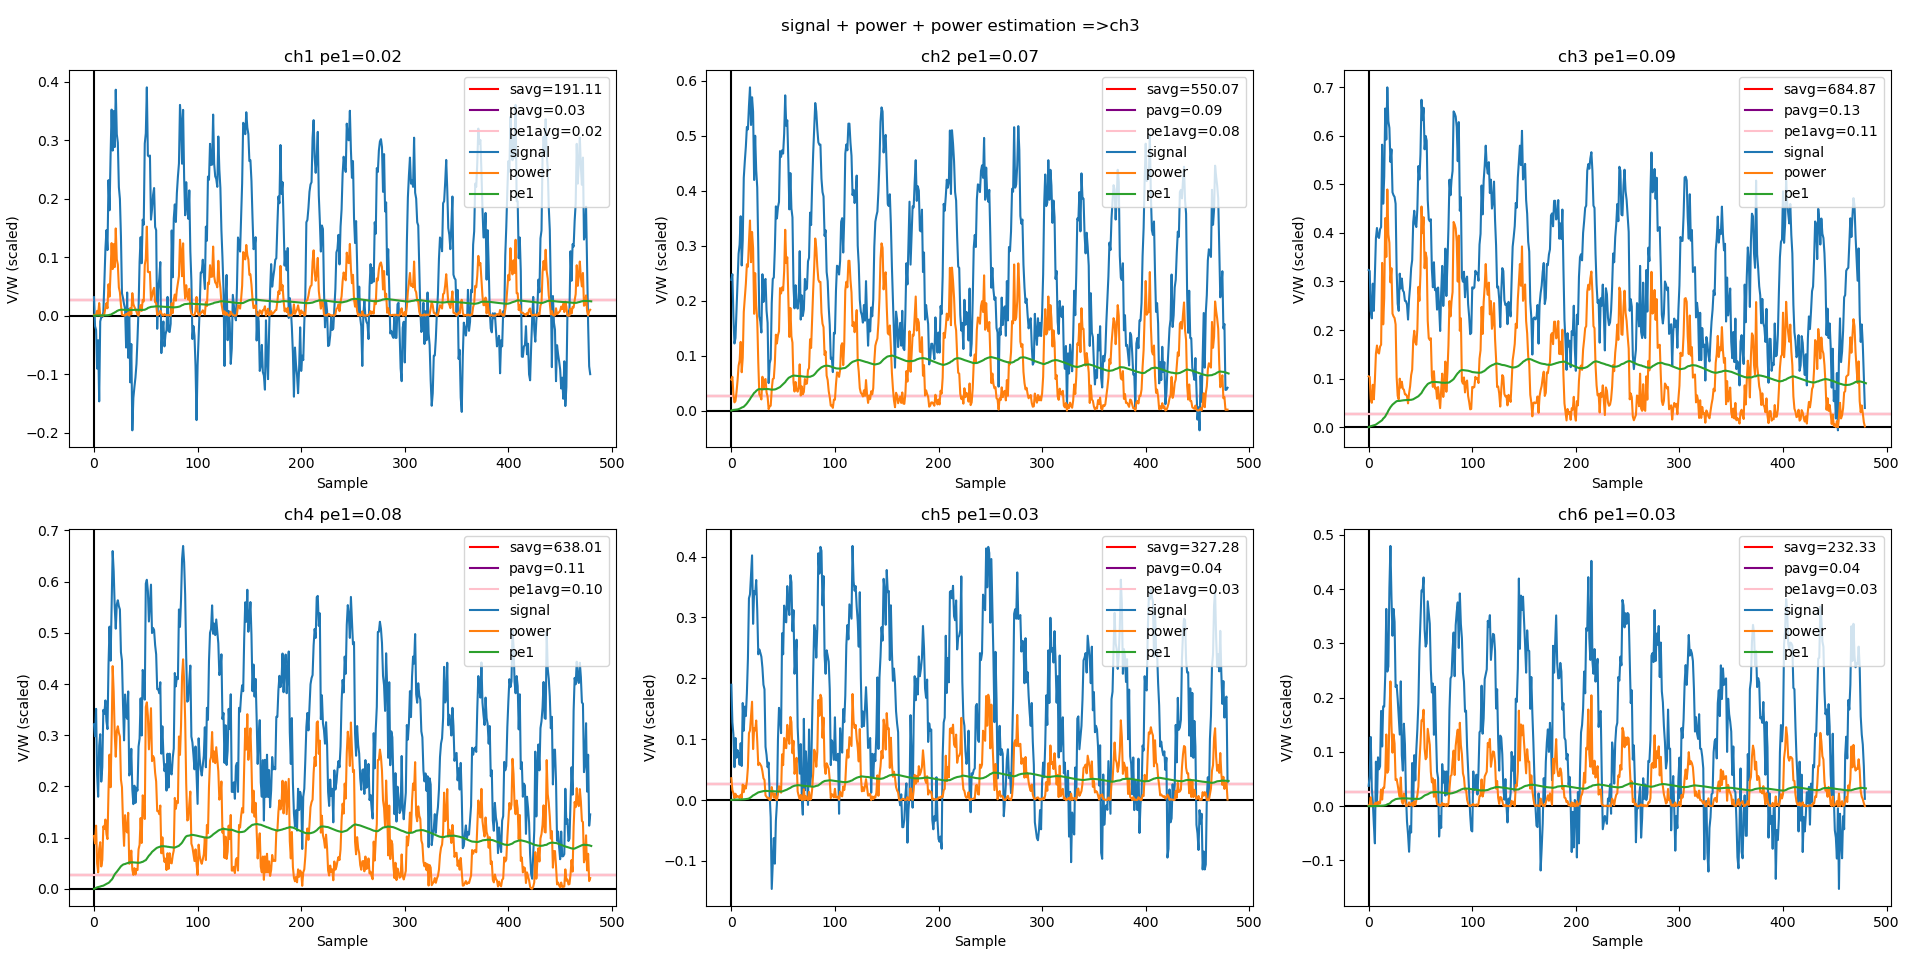 signal + power + power estimation =>ch3
ch1 pe1=0.02
V/W (scaled)
0.4
0.3
0.2
0.1
0.0
−0.1
−0.2
savg=191.11
pavg=0.03
pe1avg=0.02
signal
power
pe1
0 100 200 300 400 500
Sample
ch2 pe1=0.07
V/W (scaled)
0.6
0.5
0.4
0.3
0.2
0.1
0.0
savg=550.07
pavg=0.09
pe1avg=0.08
signal
power
pe1
0 100 200 300 400 500
Sample
ch3 pe1=0.09
V/W (scaled)
0.7
0.6
0.5
0.4
0.3
0.2
0.1
0.0
savg=684.87
pavg=0.13
pe1avg=0.11
signal
power
pe1
0 100 200 300 400 500
Sample
ch4 pe1=0.08
V/W (scaled)
0.7
0.6
0.5
0.4
0.3
0.2
0.1
0.0
savg=638.01
pavg=0.11
pe1avg=0.10
signal
power
pe1
0 100 200 300 400 500
Sample
ch5 pe1=0.03
V/W (scaled)
0.4
0.3
0.2
0.1
0.0
−0.1
savg=327.28
pavg=0.04
pe1avg=0.03
signal
power
pe1
0 100 200 300 400 500
Sample
ch6 pe1=0.03
V/W (scaled)
0.5
0.4
0.3
0.2
0.1
0.0
−0.1
savg=232.33
pavg=0.04
pe1avg=0.03
signal
power
pe1
0 100 200 300 400 500
Sample